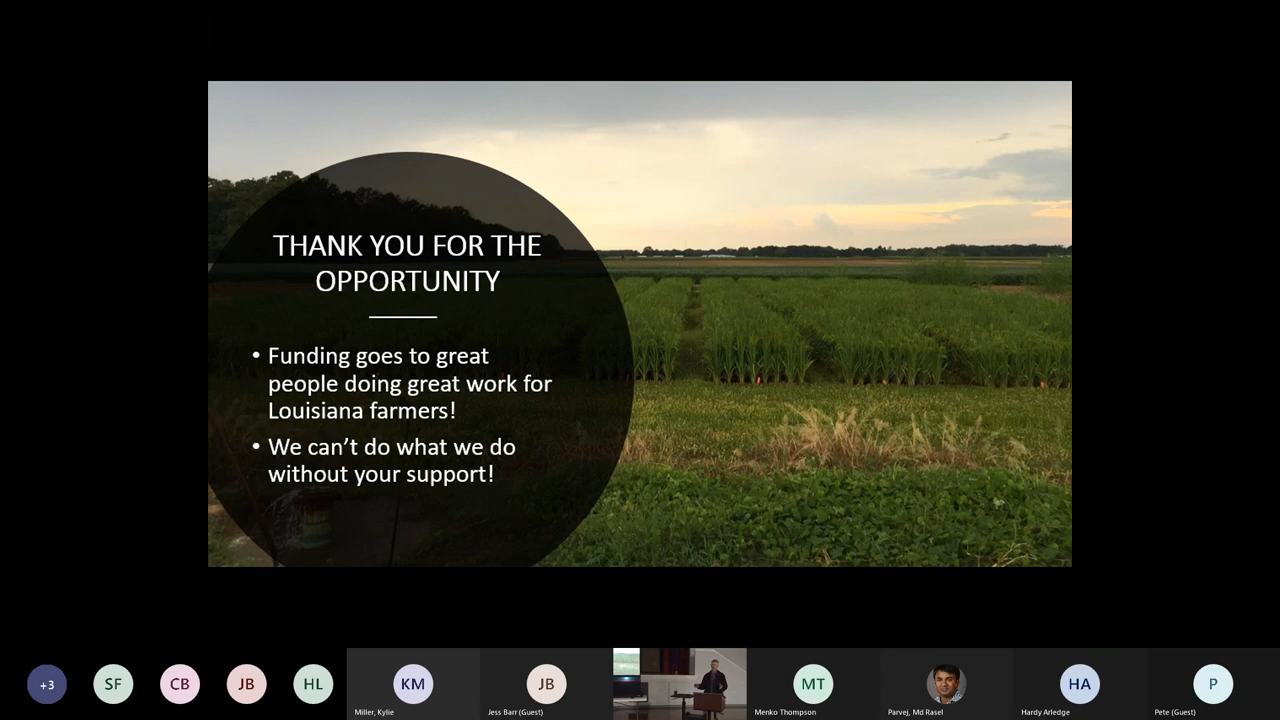 THANK YOU FOR THE
OPPORTUNITY
• Funding goes to great
people doing great work for
Louisiana farmers!
• We can’t do what we do
without your support!
+3
SF
CB
JB
HL
KM
JB
MT
HA
P
Miller, Kylie
Jess Barr (Guest)
Menko Thompson
Parvej, Md Rasel
Hardy Arledge
Pete (Guest)